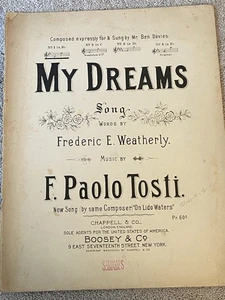 Composed expressly for & Sung by Mr. Ben Davies.
MY DREAMS
Song
WORDS BY
Frederic E. Weatherly.
MUSIC BY
F. Paolo Tosti.
New Song by same Composer "On Lido Waters"
Pr. 60¢
CHAPPELL & CO.
LONDON, ENGLAND.
SOLE AGENTS FOR THE UNITED STATES OF AMERICA.
BOOSEY & Co
9 EAST SEVENTEENTH STREET, NEW YORK.